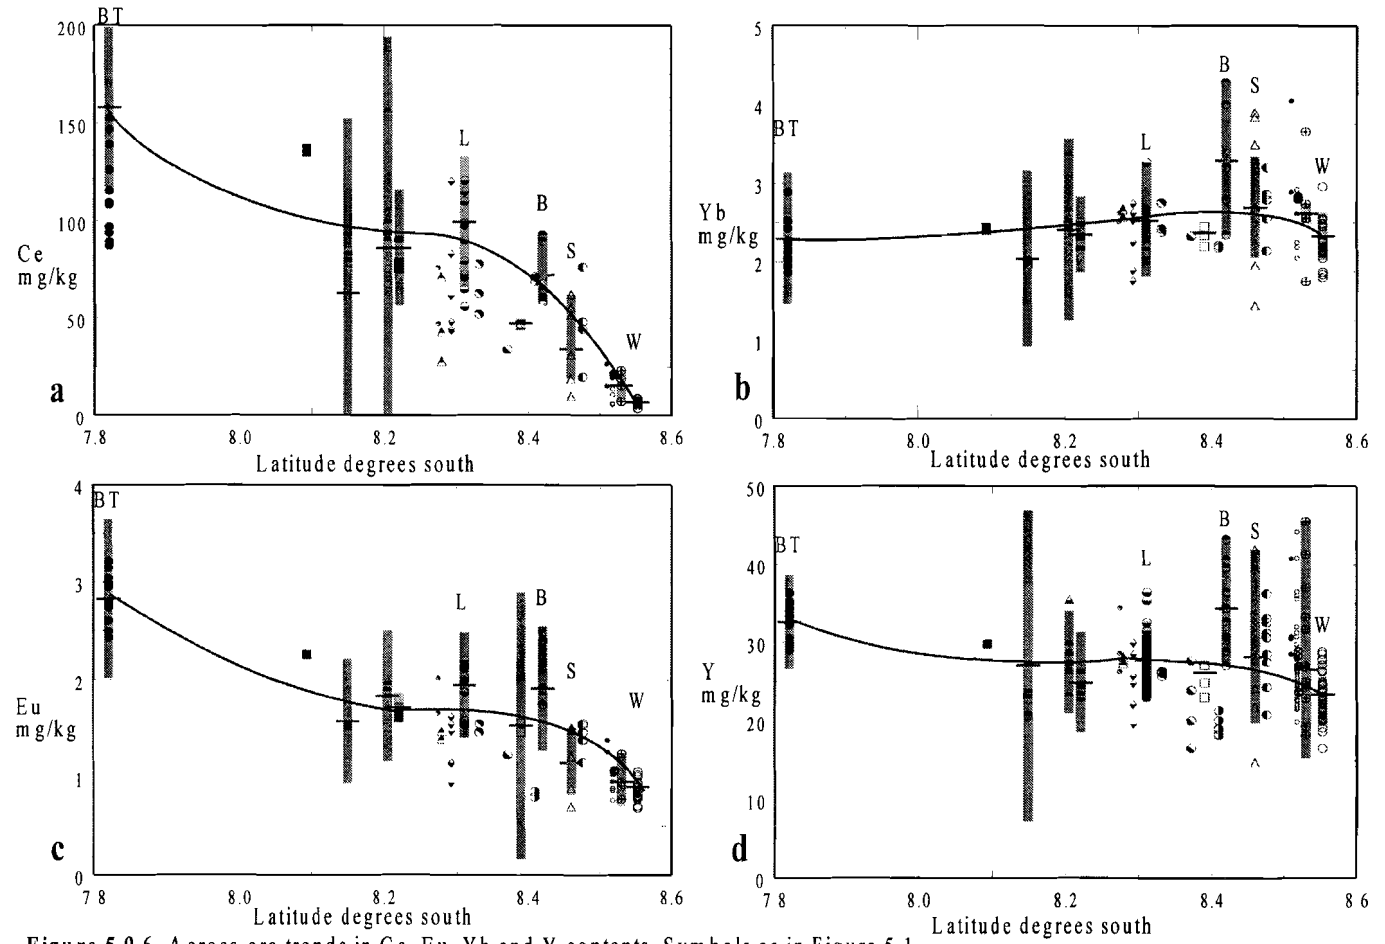 BT
200
150
100
50
0
Ce
mg/kg
L
B
S
W
a
7.8 8.0 8.2 8.4 8.6
Latitude degrees south
5
4
3
2
1
0
Yb
mg/kg
BT
L
B
S
W
b
7.8 8.0 8.2 8.4 8.6
Latitude degrees south
4
3
2
1
0
Eu
mg/kg
BT
L
B
S
W
c
7 8 8.0 8.2 8.4 8.6
Latitude degrees south
50
40
30
20
10
0
Y
mg/kg
BT
L
B
S
W
d
7 8 8.0 8.2 8.4 8 6
Latitude degrees south
Figure 5.9.6 Across-arc trends in Ce, Eu, Yb and Y contents. Symbols as in Figure 5.1